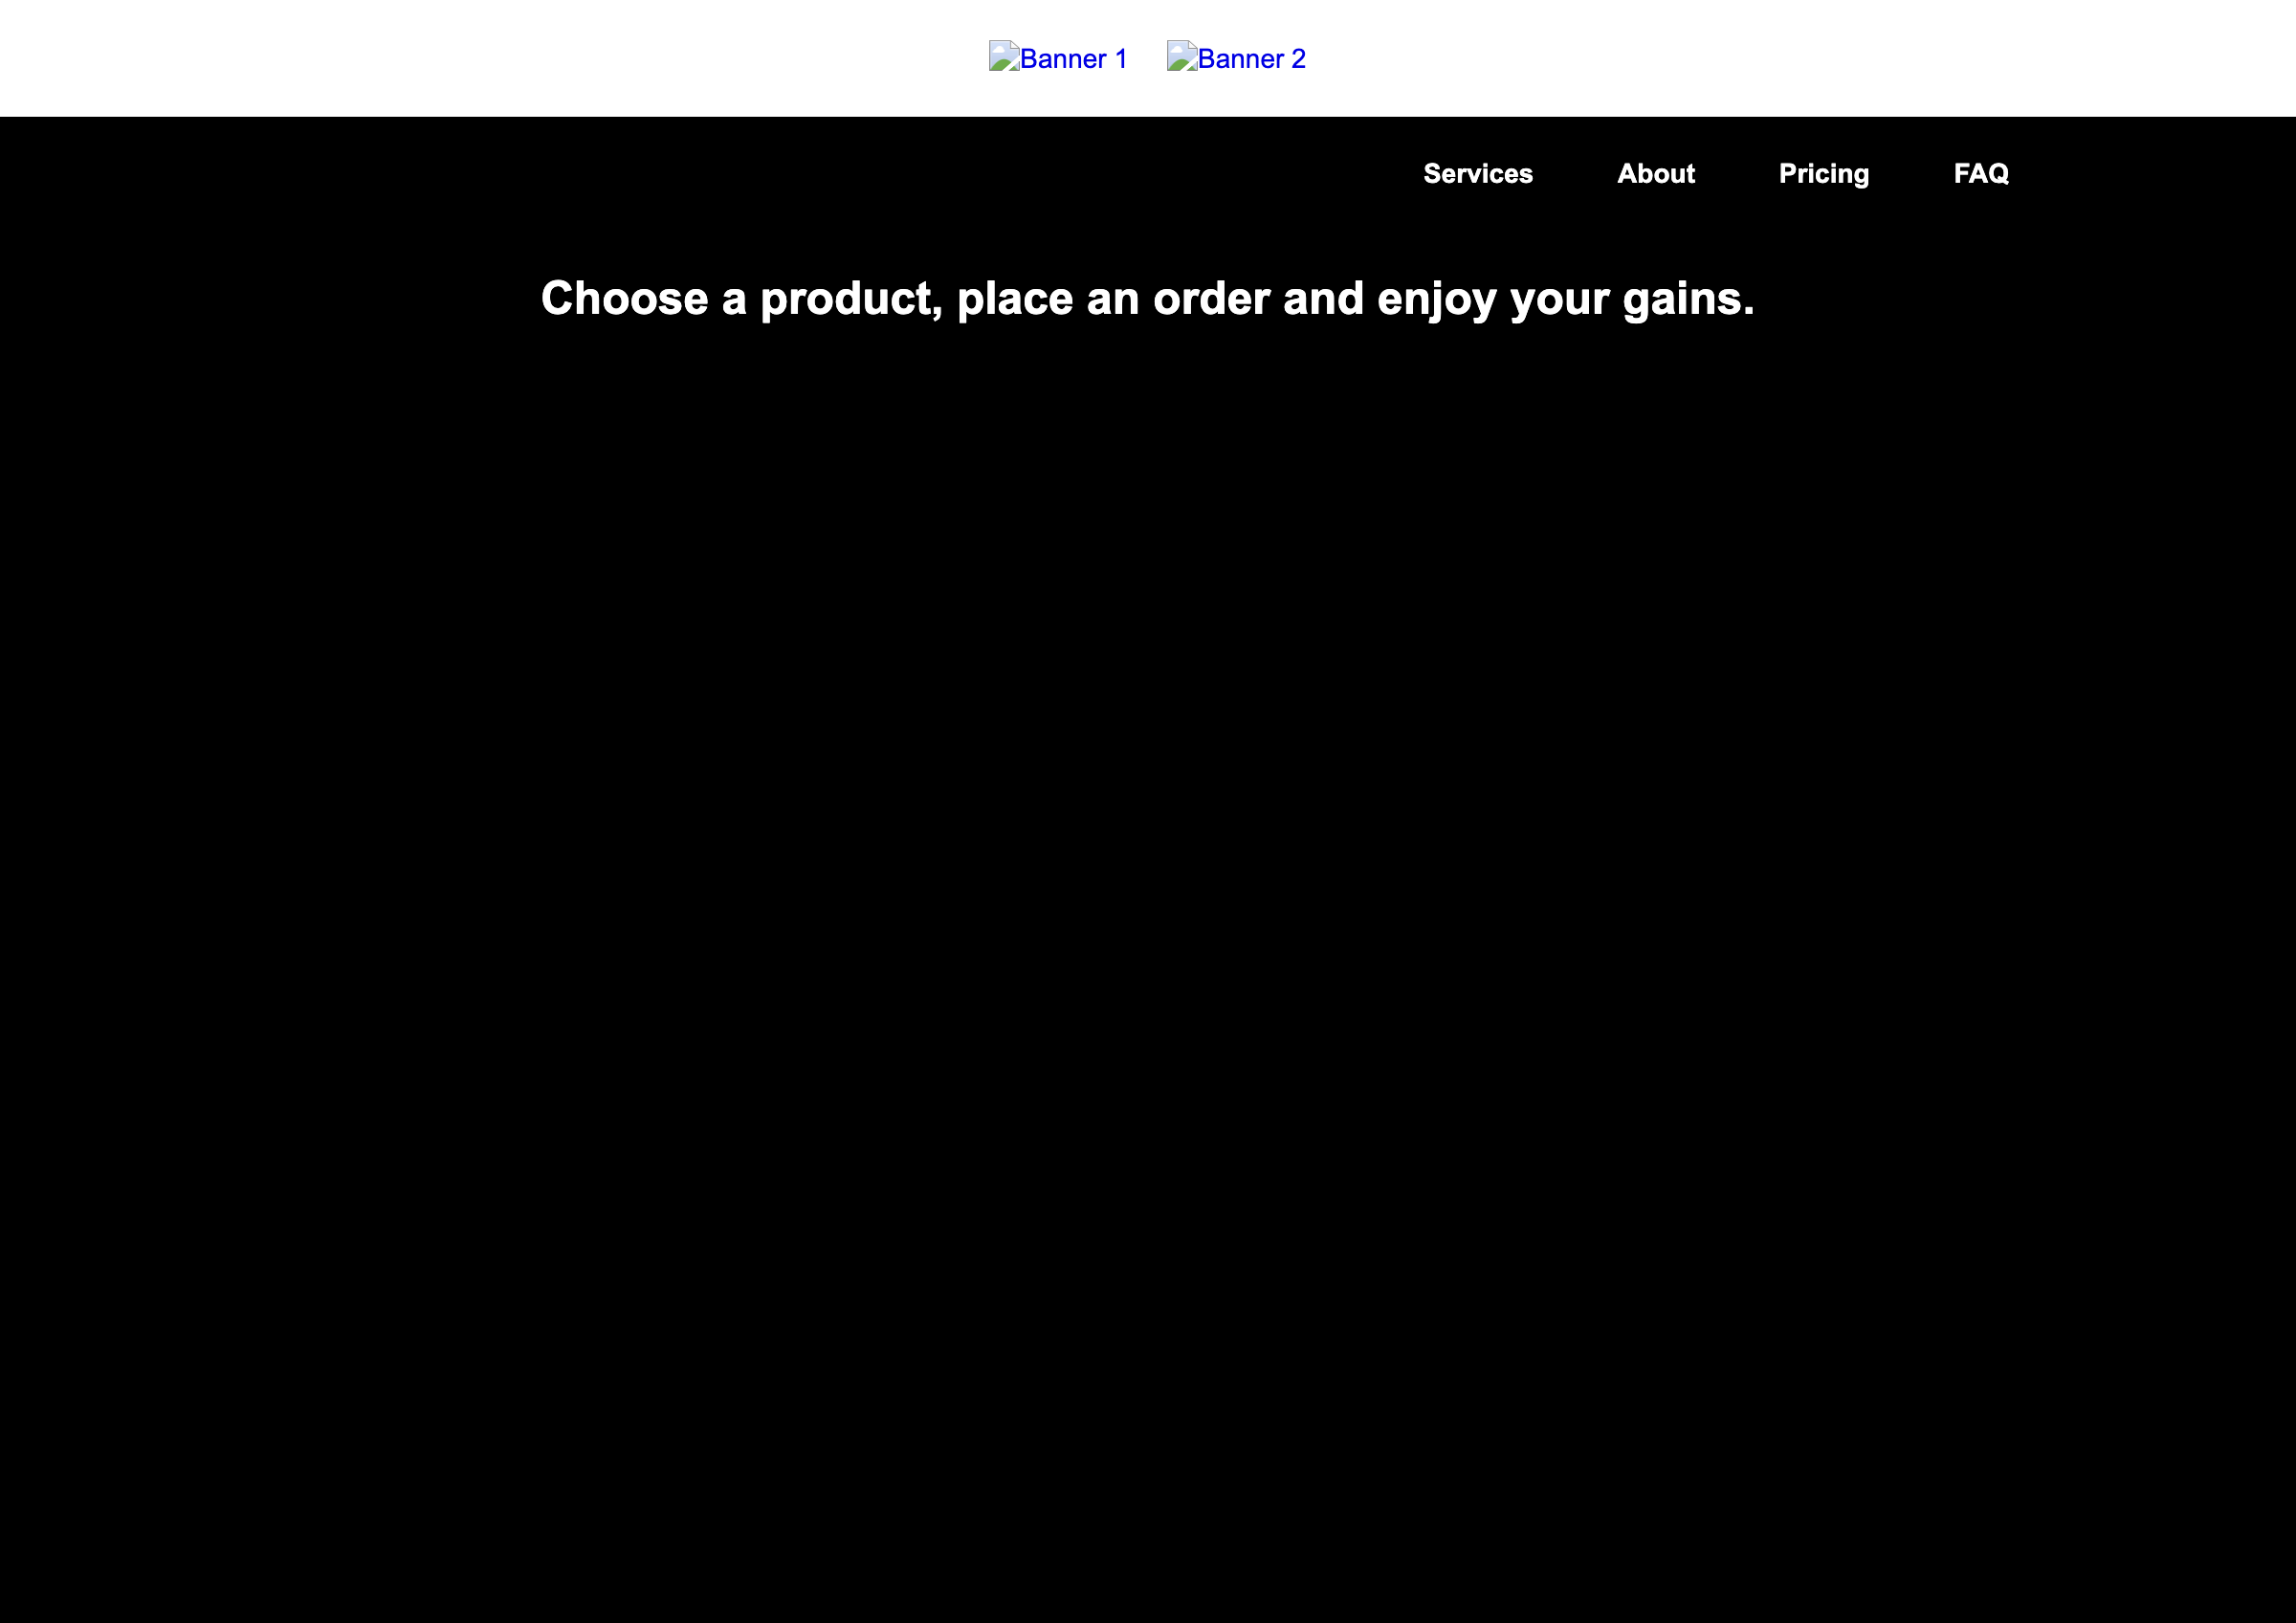 Banner 1 Banner 2
Services About Pricing FAQ
Choose a product, place an order and enjoy your gains.